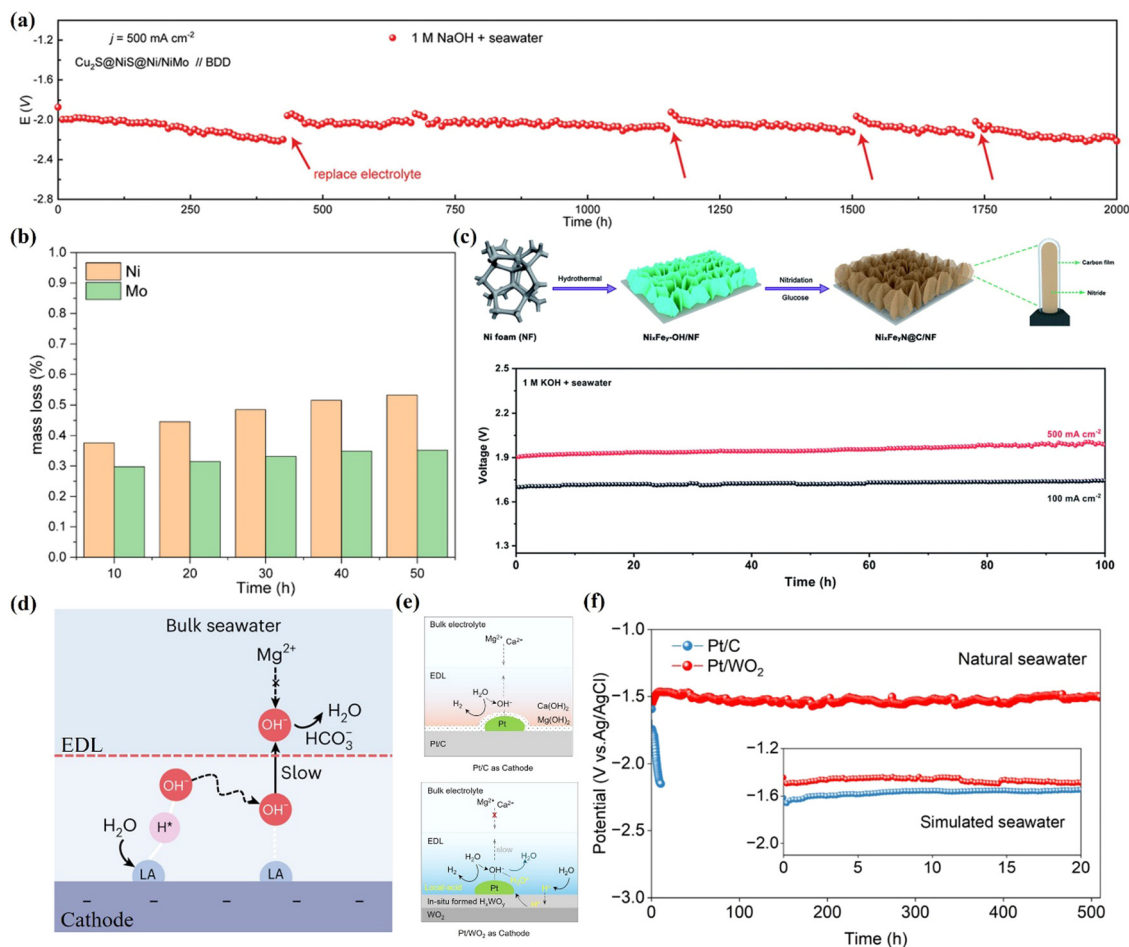 (a)
j = 500 mA cm⁻²
1 M NaOH + seawater
Cu₂S@NiS@Ni/NiMo // BDD
replace electrolyte
E (V)
-1.2
-1.6
-2.0
-2.4
-2.8
0
250
500
750
1000
1250
1500
1750
2000
Time (h)
(b)
Ni
Mo
mass loss (%)
1.0
0.9
0.8
0.7
0.6
0.5
0.4
0.3
0.2
0.1
0.0
10
20
30
40
50
Time (h)
(c)
Hydrothermal
Nitridation
Glucose
Carbon film
Nitride
Ni foam (NF)
NiₓFeᵧ-OH/NF
NiₓFeᵧN@C/NF
1 M KOH + seawater
500 mA cm⁻²
100 mA cm⁻²
Voltage (V)
2.5
2.1
1.7
1.3
0
20
40
60
80
100
Time (h)
(d)
Bulk seawater
Mg²⁺
OH⁻
H₂O
HCO₃⁻
EDL
Slow
OH⁻
OH⁻
H₂O
H*
LA
LA
Cathode
(e)
Bulk electrolyte
Mg²⁺ Ca²⁺
EDL
H₂O
H₂
OH⁻
Ca(OH)₂
Mg(OH)₂
Pt
Pt/C
Pt/C as Cathode
Bulk electrolyte
Mg²⁺ Ca²⁺
EDL
slow
H₂O
H₂O
H₂
OH⁻
H₂O
Local acid
Pt
In-situ formed HₓWOᵧ
WO₂
Pt/WO₂ as Cathode
(f)
Pt/C
Pt/WO₂
Natural seawater
Simulated seawater
Potential (V vs.Ag/AgCl)
−1.0
−1.5
−2.0
−2.5
−3.0
−1.2
−1.6
−2.0
0
5
10
15
20
0
100
200
300
400
500
Time (h)